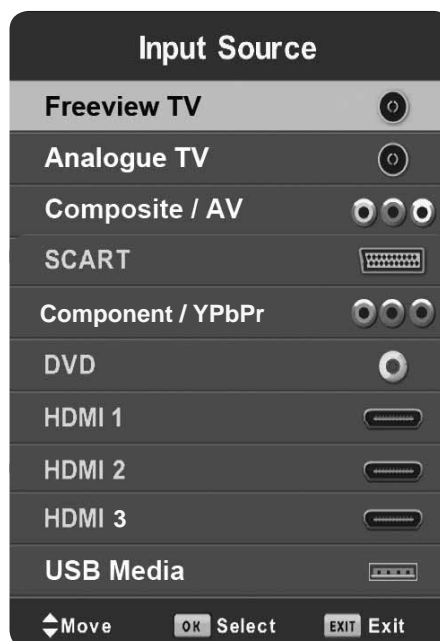 Input Source
Freeview TV
Analogue TV
Composite / AV
SCART
Component / YPbPr
DVD
HDMI 1
HDMI 2
HDMI 3
USB Media
Move OK Select EXIT Exit